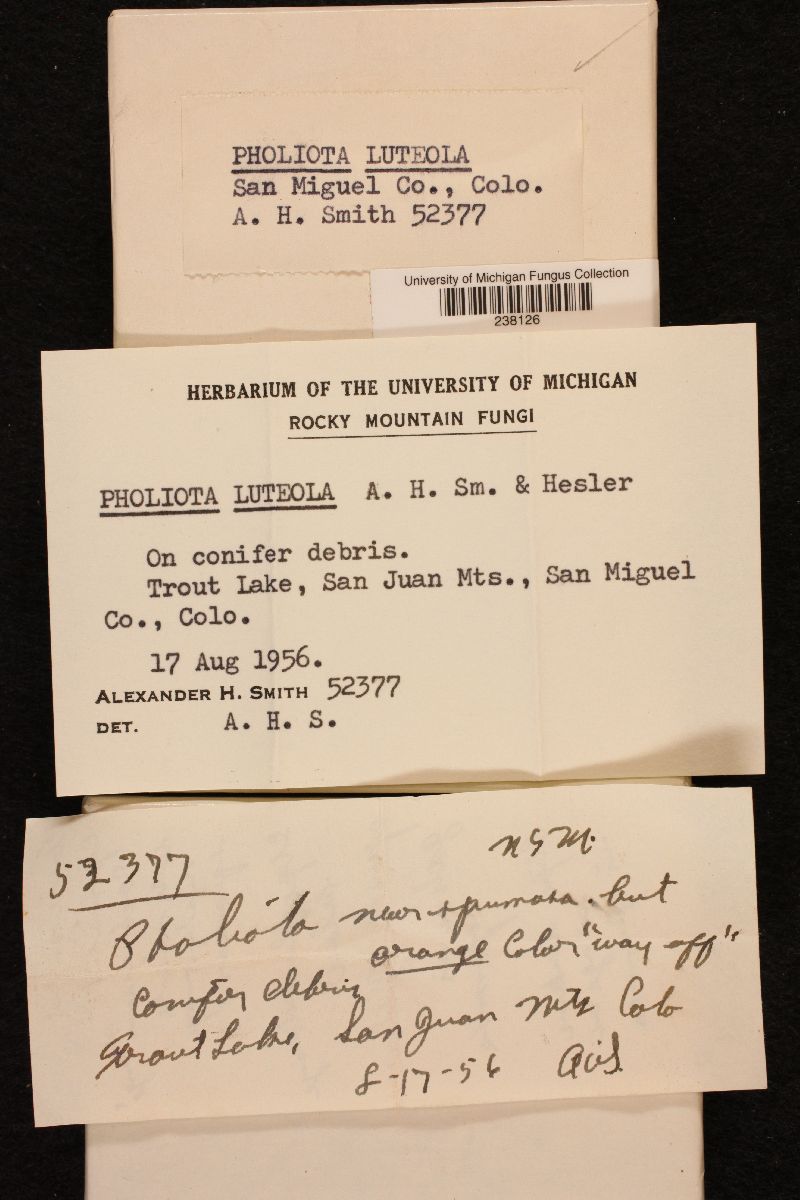 PHOLIOTA LUTEOLA
San Miguel Co., Colo.
A. H. Smith 52377
University of Michigan Fungus Collection
238126
HERBARIUM OF THE UNIVERSITY OF MICHIGAN
ROCKY MOUNTAIN FUNGI
PHOLIOTA LUTEOLA A. H. Sm. & Hesler
On conifer debris.
Trout Lake, San Juan Mts., San Miguel
Co., Colo.
17 Aug 1956.
ALEXANDER H. SMITH 52377
DET. A. H. S.
52377
Pholiota near spumosa. but
orange Color "way off"
Conifer debris
Trout Lake, San Juan Mts Colo
8-17-56 AHS